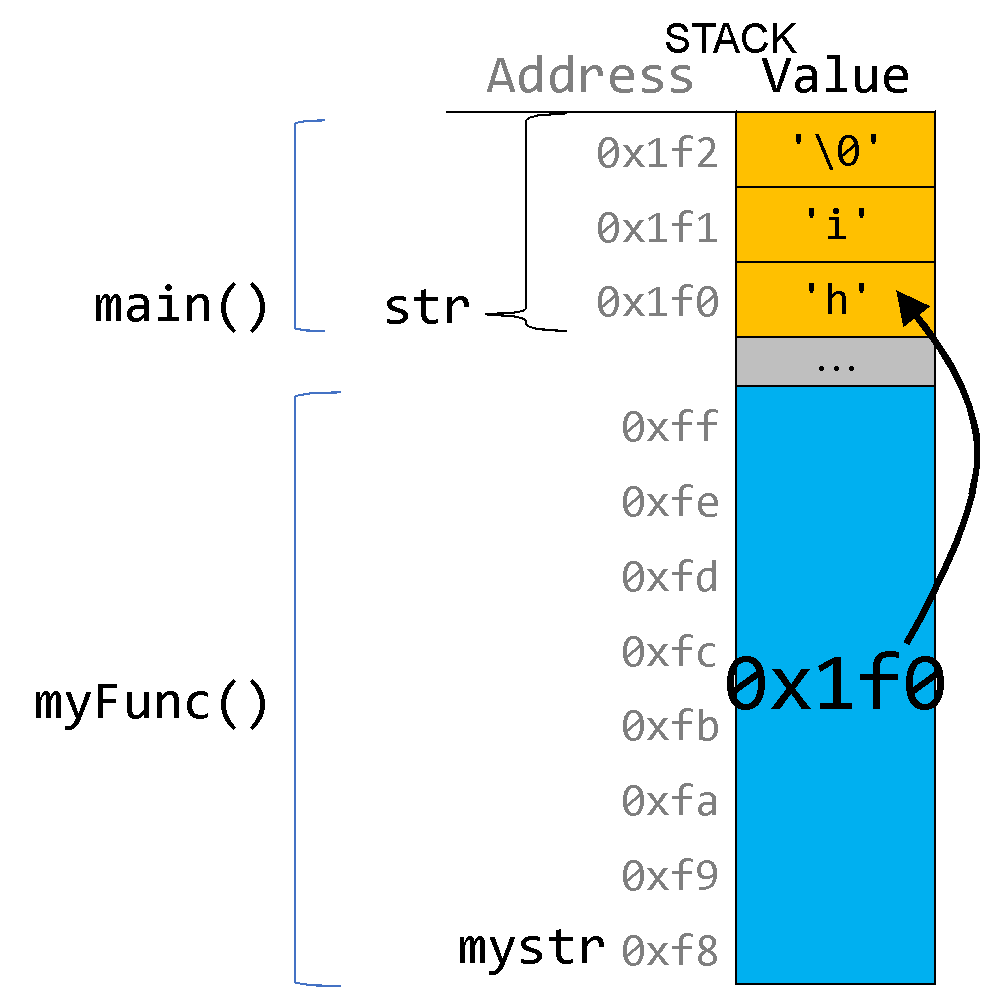 STACK
Address Value
0x1f2 '\0'
0x1f1 'i'
main() str 0x1f0 'h'
...
0xff
0xfe
0xfd
0xfc
0x1f0
myFunc() 0xfb
0xfa
0xf9
mystr 0xf8